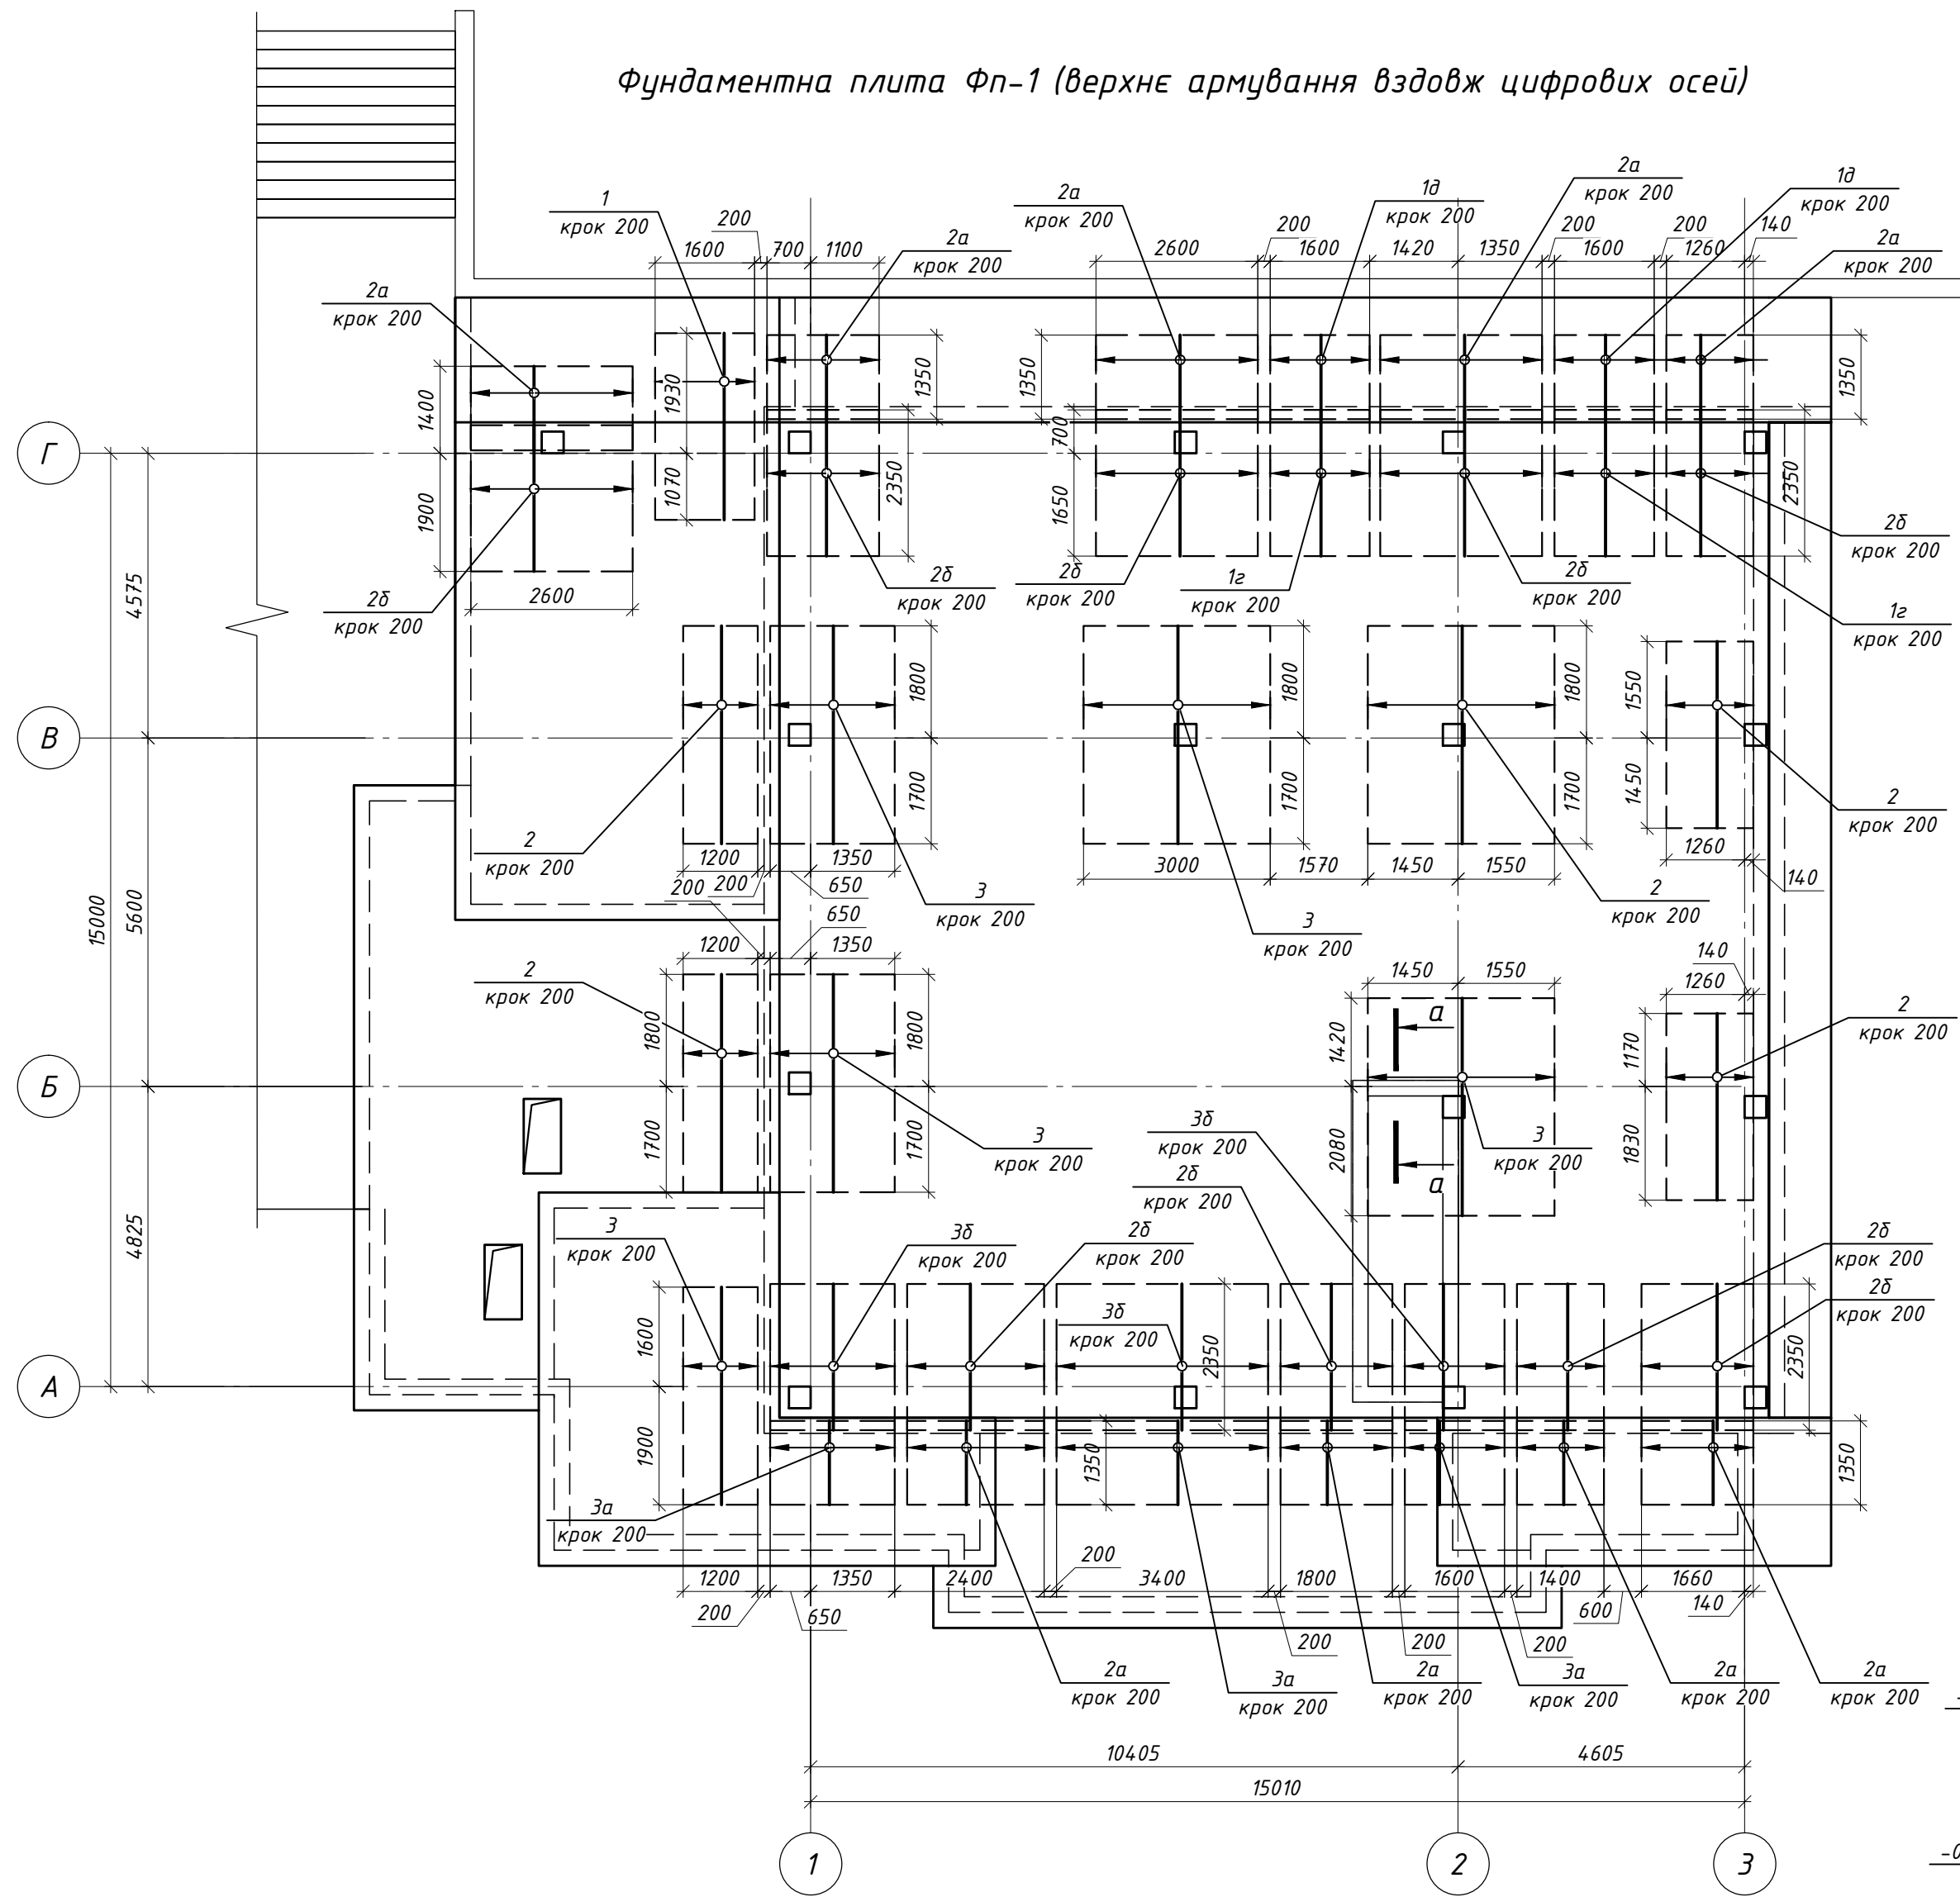 Фундаментна плита Фп-1 (верхнє армування вздовж цифрових осей)
1
крок 200
200
1600
700
1100
2а
крок 200
2а
крок 200
1д
крок 200
2а
крок 200
1д
крок 200
2600
200
1600
1420
1350
200
1600
200
1260
140
2а
крок 200
2а
крок 200
1400
1930
1350
1350
1350
Г
1900
1070
2350
700
1650
2350
2б
крок 200
2600
2б
крок 200
2б
крок 200
1г
крок 200
2б
крок 200
2б
крок 200
1г
крок 200
4575
1800
1800
1800
1550
В
1700
1700
1700
1450
2
крок 200
2
крок 200
1200
1350
3000
1570
1450
1550
1260
140
200
200
650
3
крок 200
3
крок 200
2
крок 200
15000
5600
650
1200
1350
1450
1550
140
1260
2
крок 200
2
крок 200
1800
1800
1420
а
1170
Б
1700
1700
2080
а
1830
3
крок 200
3б
крок 200
3
крок 200
2б
крок 200
4825
3
крок 200
3б
крок 200
2б
крок 200
3б
крок 200
2б
крок 200
2б
крок 200
1600
2350
2350
А
1900
1350
1350
3а
крок 200
1200
1350
2400
200
3400
1800
1600
1400
1660
200
650
200
200
200
600
140
2а
крок 200
3а
крок 200
2а
крок 200
3а
крок 200
2а
крок 200
2а
крок 200
10405
4605
15010
1
2
3
-0